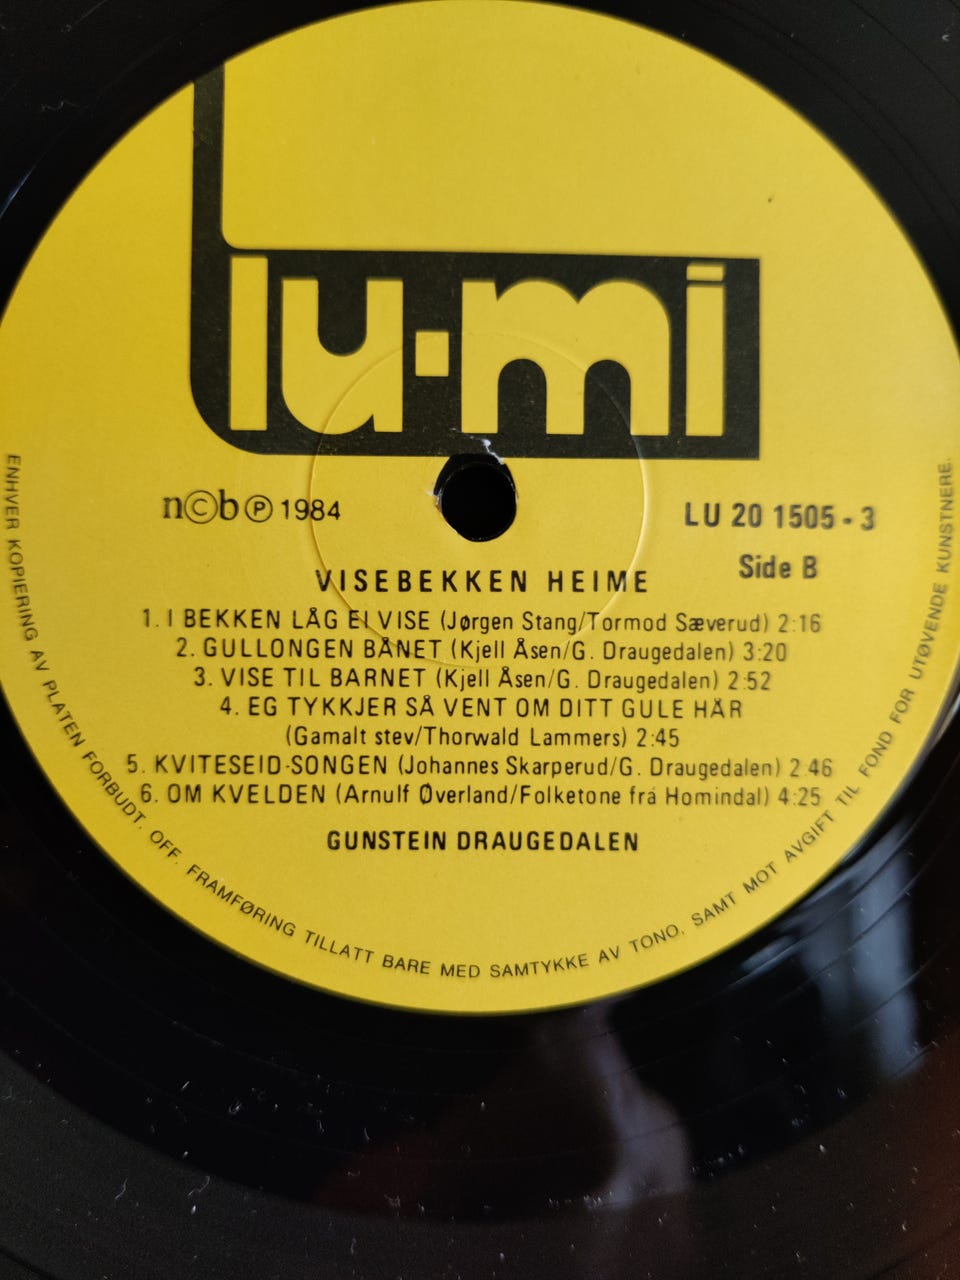 lu·mi
n©b ℗ 1984
LU 20 1505 - 3
Side B
VISEBEKKEN HEIME
1. I BEKKEN LÅG EI VISE (Jørgen Stang/Tormod Sæverud) 2:16
2. GULLONGEN BÅNET (Kjell Åsen/G. Draugedalen) 3:20
3. VISE TIL BARNET (Kjell Åsen/G. Draugedalen) 2:52
4. EG TYKKJER SÅ VENT OM DITT GULE HÅR
(Gamalt stev/Thorwald Lammers) 2:45
5. KVITESEID-SONGEN (Johannes Skarperud/G. Draugedalen) 2:46
6. OM KVELDEN (Arnulf Øverland/Folketone frå Homindal) 4:25
GUNSTEIN DRAUGEDALEN
ENHVER KOPIERING AV PLATEN FORBUDT. OFF. FRAMFØRING TILLATT BARE MED SAMTYKKE AV TONO, SAMT MOT AVGIFT TIL FOND FOR UTØVENDE KUNSTNERE.